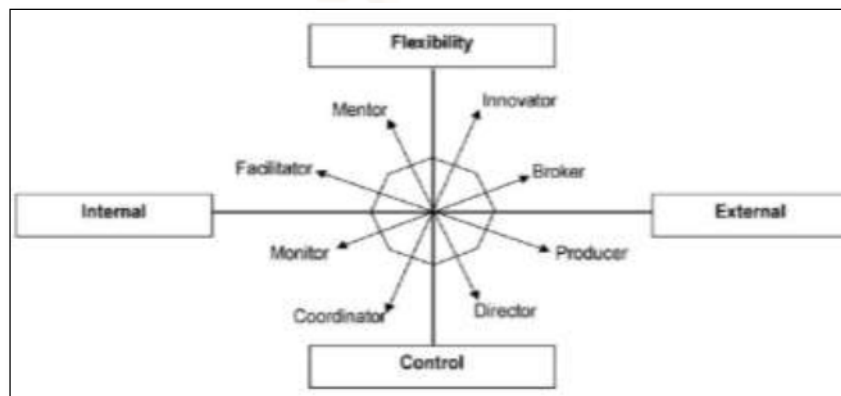 Flexibility
Mentor Innovator
Facilitator Broker
Internal External
Monitor Producer
Coordinator Director
Control